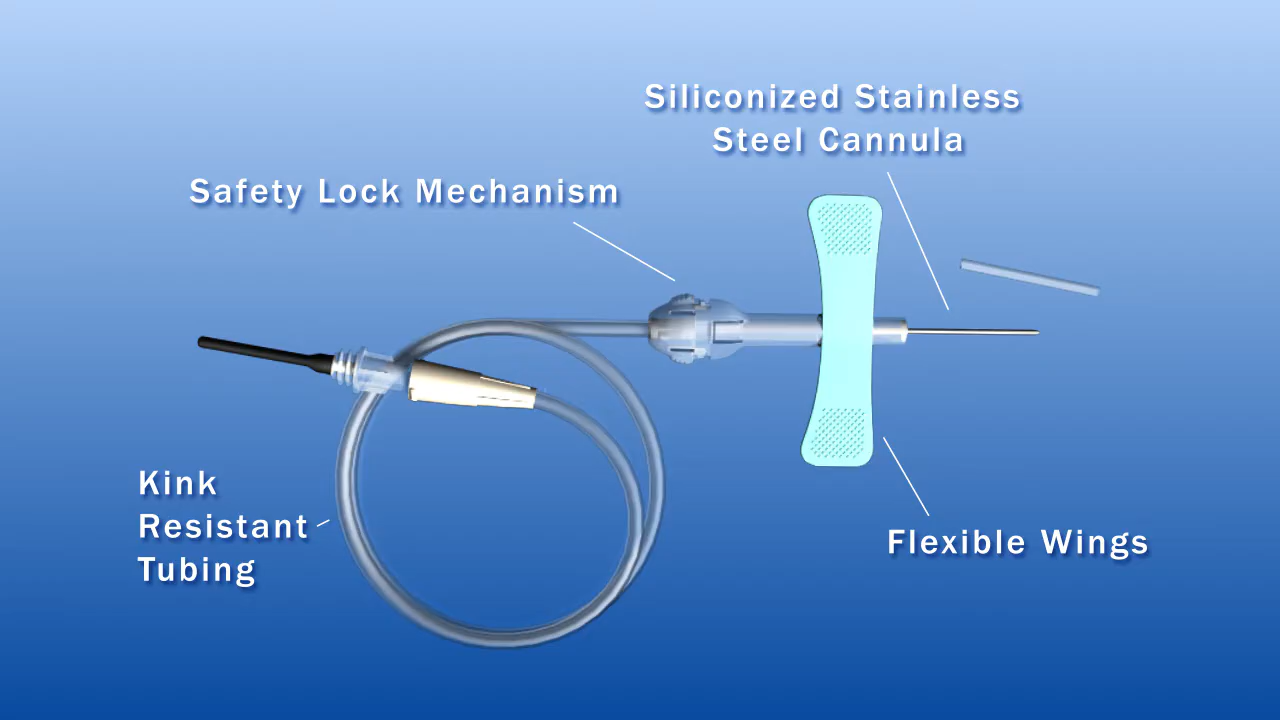 Siliconized Stainless
Steel Cannula
Safety Lock Mechanism
Kink
Resistant
Tubing
Flexible Wings